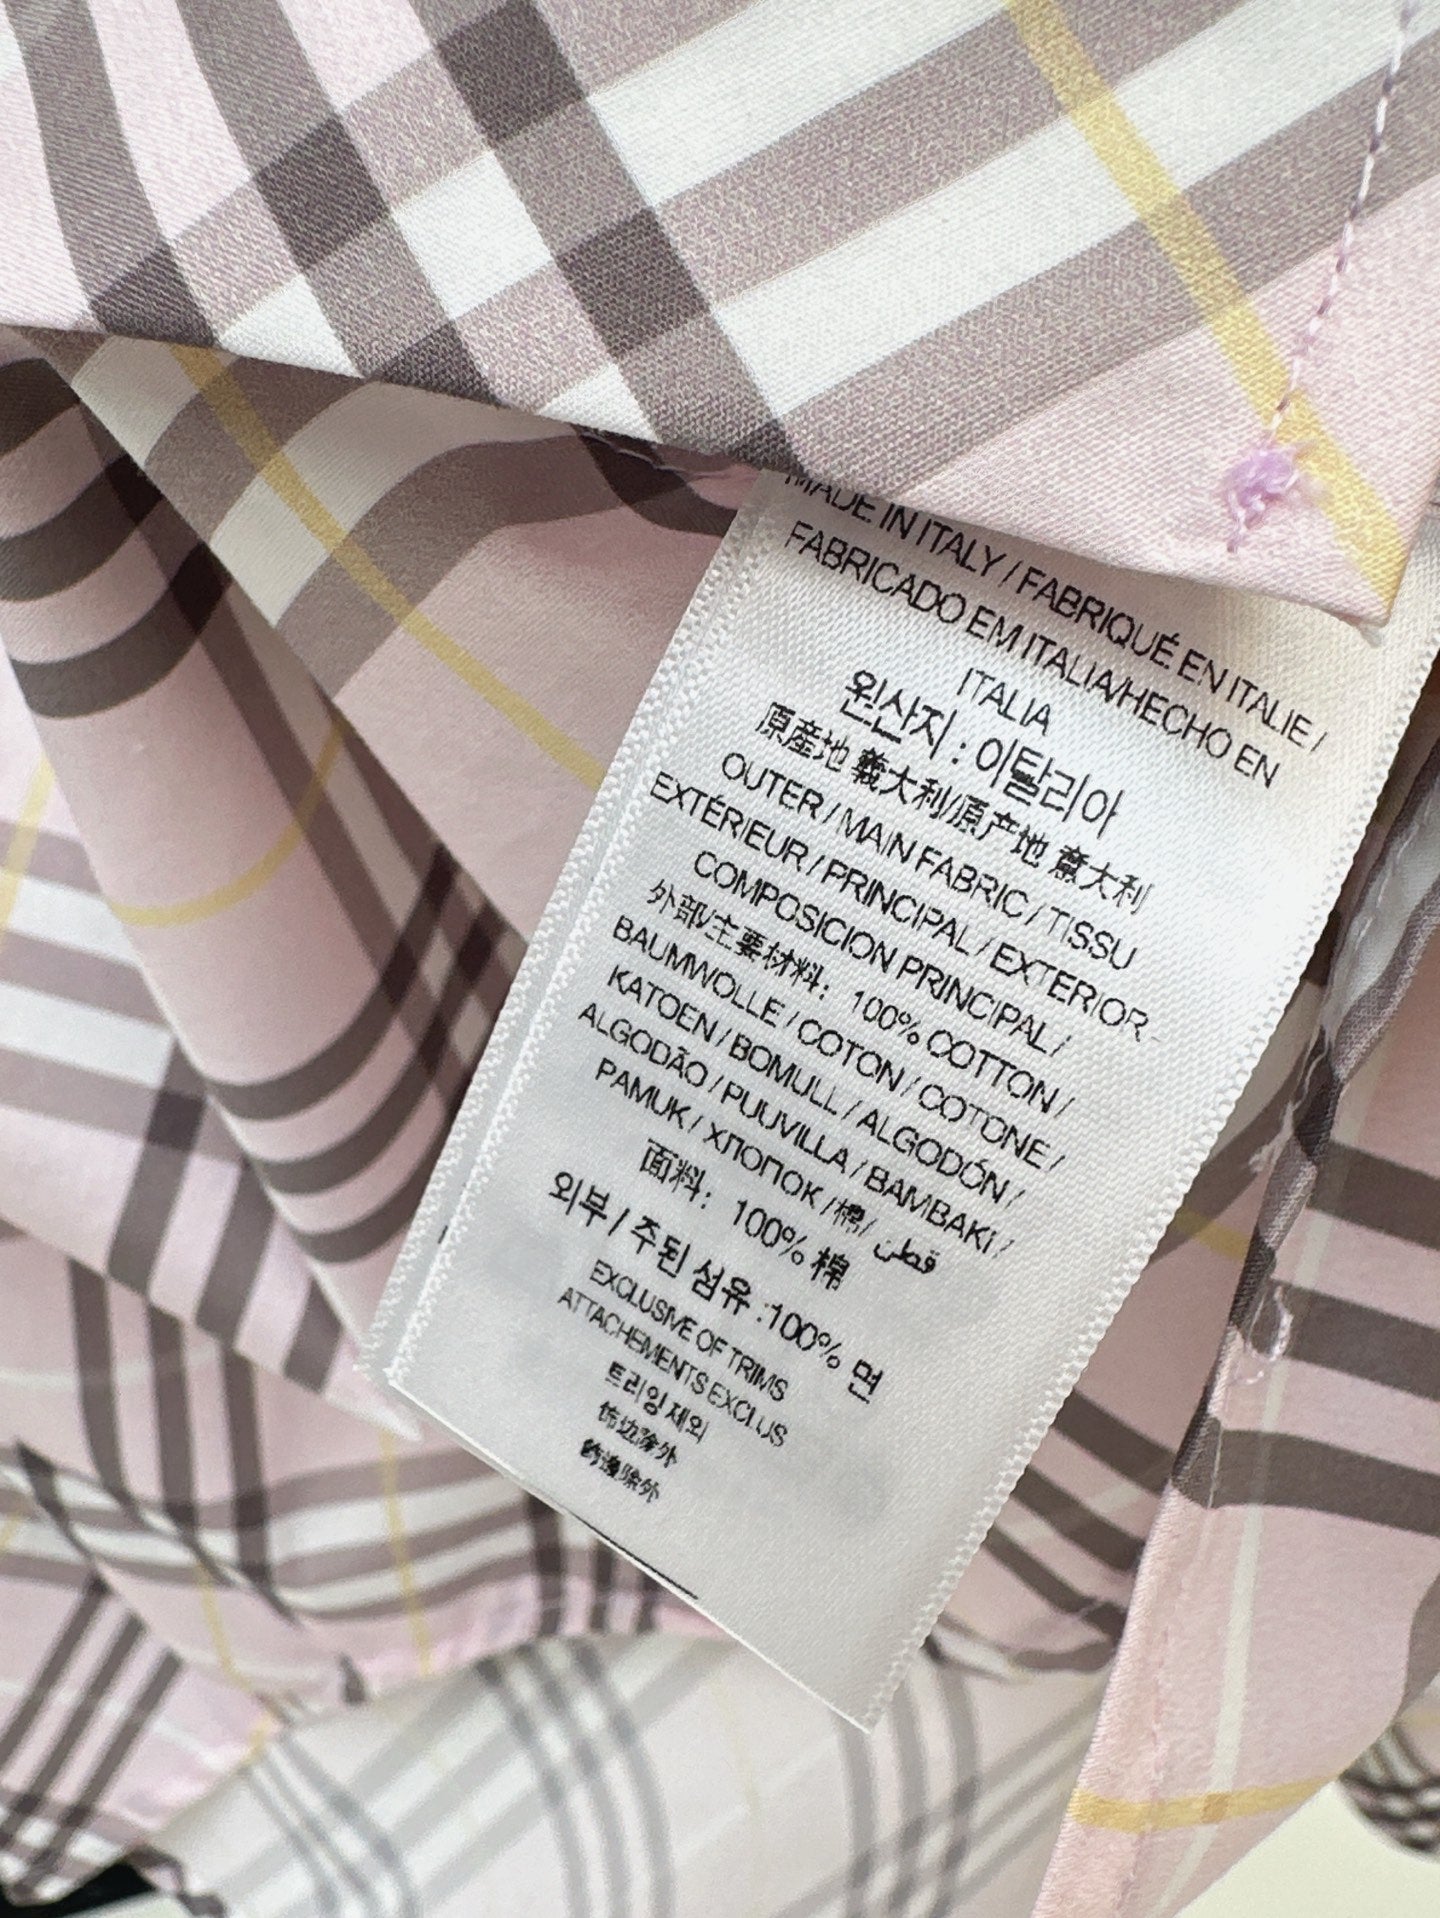 MADE IN ITALY / FABRIQUÉ EN ITALIE /
FABRICADO EM ITALIA/HECHO EN
ITALIA
원산지 : 이탈리아
原産地 義大利/原产地 意大利
OUTER / MAIN FABRIC / TISSU
EXTÉRIEUR / PRINCIPAL / EXTERIOR-
COMPOSICION PRINCIPAL /
外部/主要材料: 100% COTTON /
BAUMWOLLE / COTON / COTONE /
KATOEN / BOMULL / ALGODÓN /
ALGODÃO / PUUVILLA / BAMBAKI /
PAMUK / ХПОПОК /棉/ قطن
面料: 100% 棉
외부 / 주된 섬유 :100% 면
EXCLUSIVE OF TRIMS
ATTACHEMENTS EXCLUS
트리밍 제외
饰边除外
飾邊除外